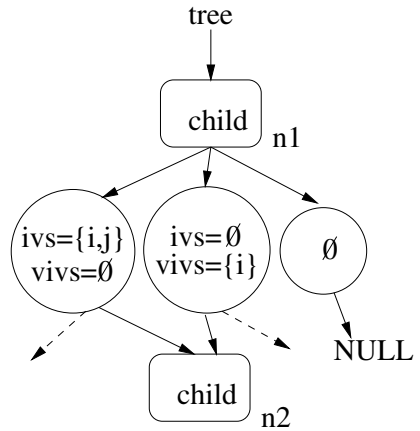 tree
child
n1
ivs={i,j}
vivs=Ø
ivs=Ø
vivs={i}
Ø
NULL
child
n2